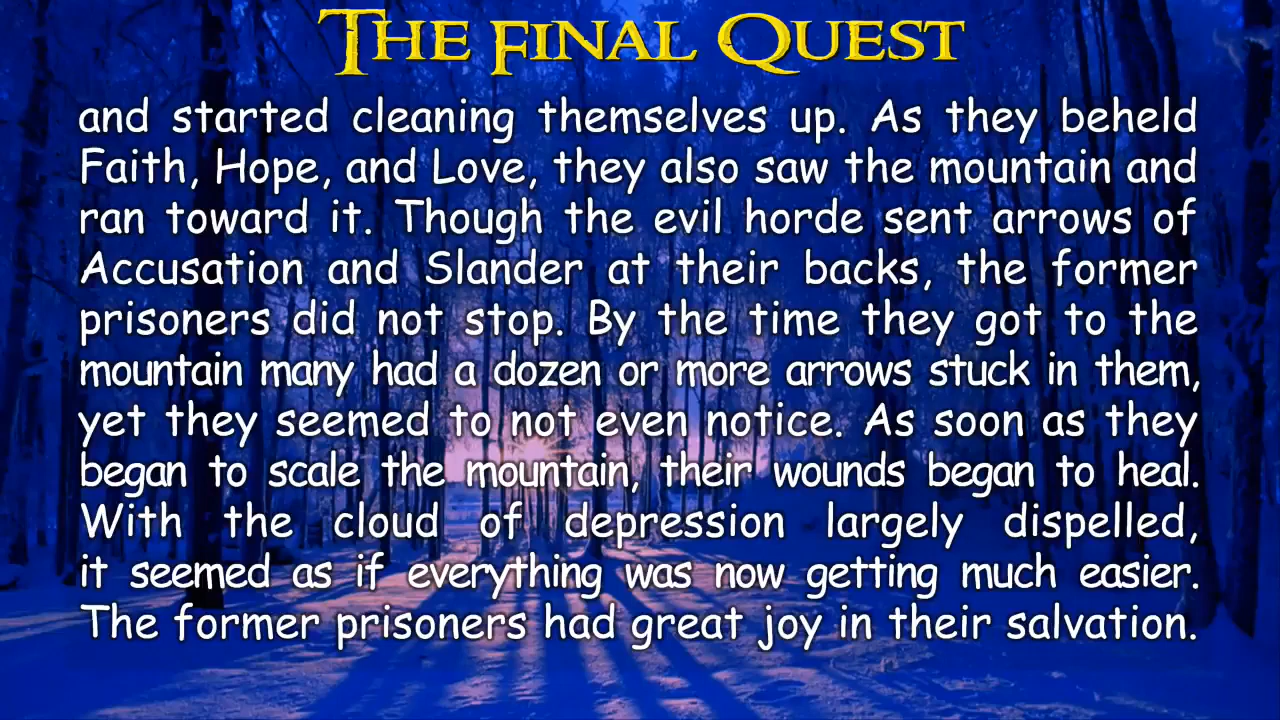 The Final Quest
and started cleaning themselves up. As they beheld
Faith, Hope, and Love, they also saw the mountain and
ran toward it. Though the evil horde sent arrows of
Accusation and Slander at their backs, the former
prisoners did not stop. By the time they got to the
mountain many had a dozen or more arrows stuck in them,
yet they seemed to not even notice. As soon as they
began to scale the mountain, their wounds began to heal.
With the cloud of depression largely dispelled,
it seemed as if everything was now getting much easier.
The former prisoners had great joy in their salvation.